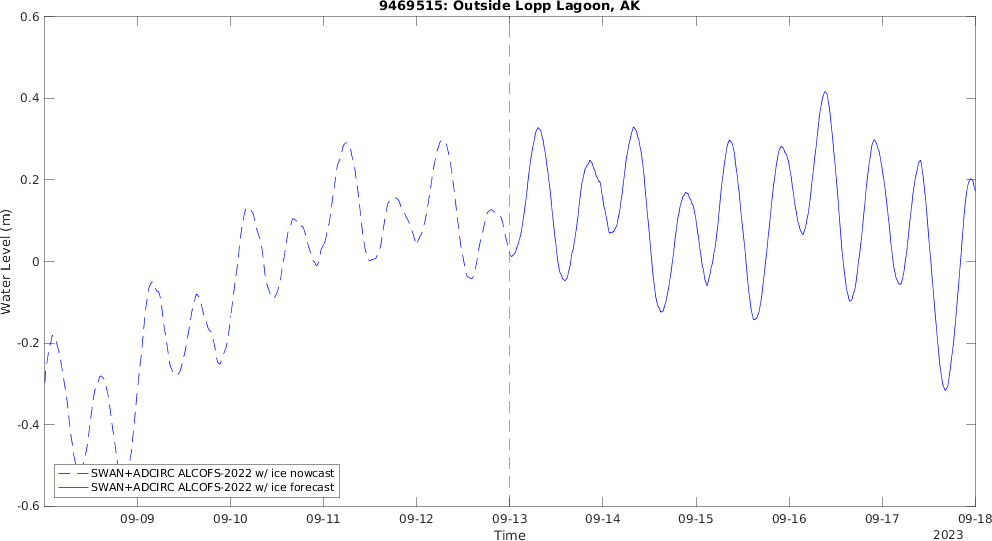 9469515: Outside Lopp Lagoon, AK
0.6
0.4
0.2
0
-0.2
-0.4
-0.6
Water Level (m)
SWAN+ADCIRC ALCOFS-2022 w/ ice nowcast
SWAN+ADCIRC ALCOFS-2022 w/ ice forecast
09-09 09-10 09-11 09-12 09-13 09-14 09-15 09-16 09-17 09-18
Time
2023